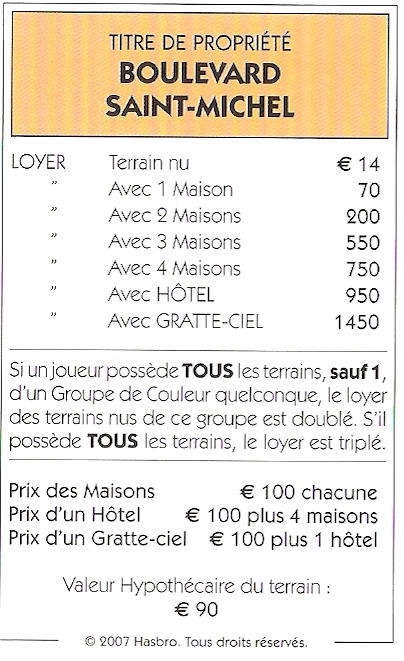 TITRE DE PROPRIÉTÉ
BOULEVARD
SAINT-MICHEL
LOYER Terrain nu € 14
" Avec 1 Maison 70
" Avec 2 Maisons 200
" Avec 3 Maisons 550
" Avec 4 Maisons 750
" Avec HÔTEL 950
" Avec GRATTE-CIEL 1450
Si un joueur possède TOUS les terrains, sauf 1,
d'un Groupe de Couleur quelconque, le loyer
des terrains nus de ce groupe est doublé. S'il
possède TOUS les terrains, le loyer est triplé.
Prix des Maisons € 100 chacune
Prix d'un Hôtel € 100 plus 4 maisons
Prix d'un Gratte-ciel € 100 plus 1 hôtel
Valeur Hypothécaire du terrain :
€ 90
© 2007 Hasbro. Tous droits réservés.